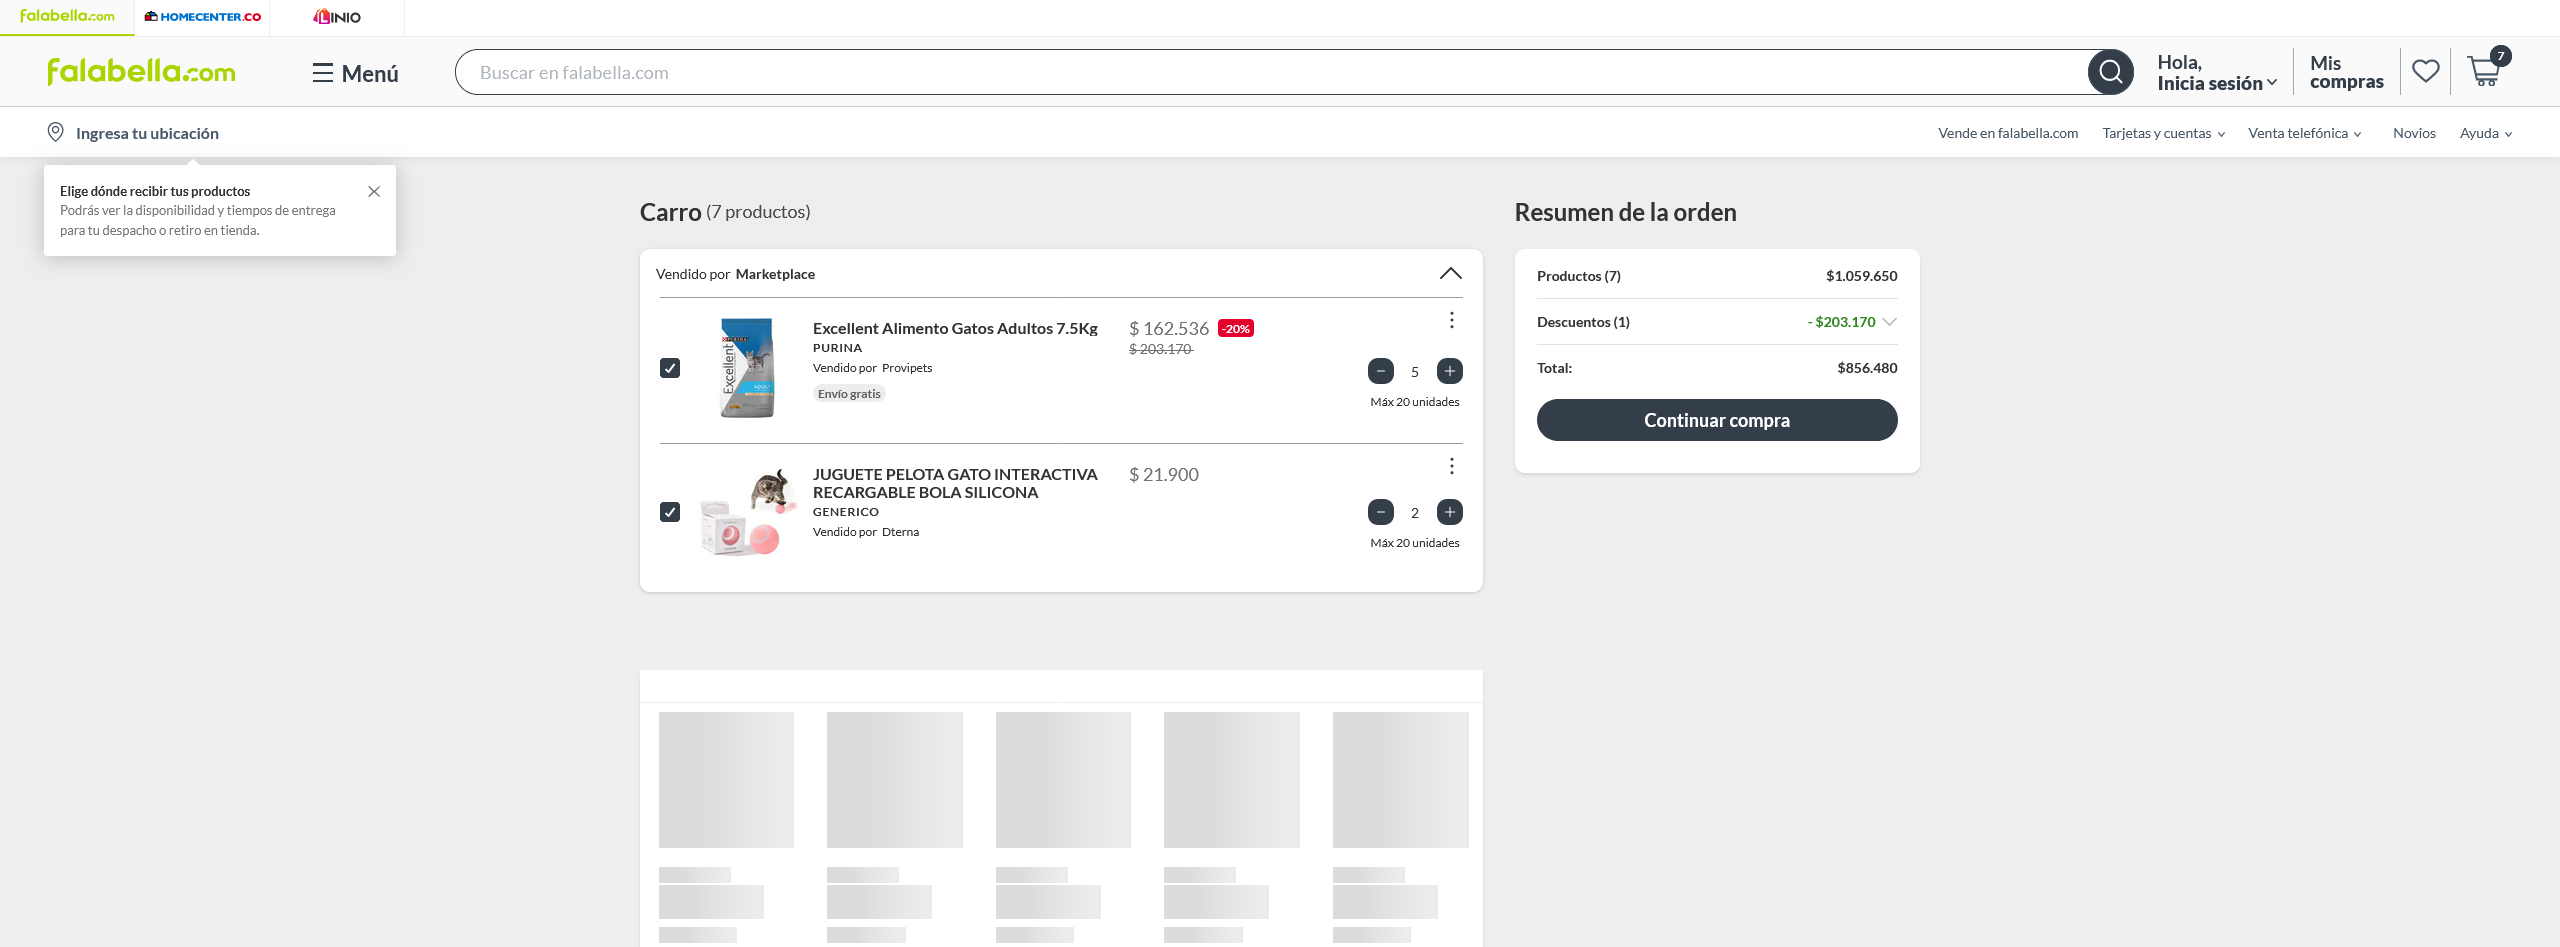 falabella.com
HOMECENTER.CO
LINIO
falabella.com
Menú
Buscar en falabella.com
Hola,
Inicia sesión
Mis
compras
7
Ingresa tu ubicación
Vende en falabella.com
Tarjetas y cuentas
Venta telefónica
Novios
Ayuda
Elige dónde recibir tus productos
Podrás ver la disponibilidad y tiempos de entrega
para tu despacho o retiro en tienda.
Carro (7 productos)
Vendido por Marketplace
PURINA
Excellent
ADULT
Excellent Alimento Gatos Adultos 7.5Kg
PURINA
Vendido por Provipets
Envío gratis
$ 162.536 -20%
$ 203.170
5
Máx 20 unidades
JUGUETE PELOTA GATO INTERACTIVA
RECARGABLE BOLA SILICONA
GENERICO
Vendido por Dterna
$ 21.900
2
Máx 20 unidades
Resumen de la orden
Productos (7) $1.059.650
Descuentos (1) - $203.170
Total: $856.480
Continuar compra